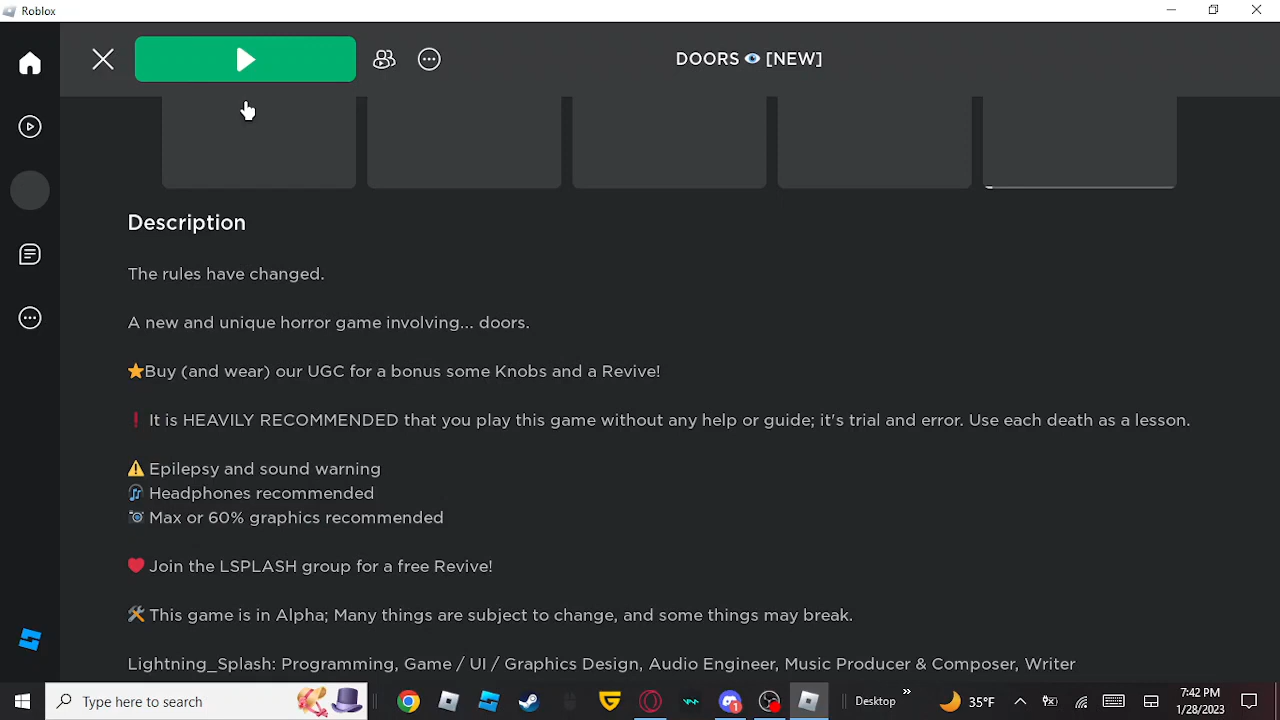 Roblox
DOORS 👁 [NEW]
Description
The rules have changed.
A new and unique horror game involving... doors.
⭐Buy (and wear) our UGC for a bonus some Knobs and a Revive!
❗ It is HEAVILY RECOMMENDED that you play this game without any help or guide; it's trial and error. Use each death as a lesson.
⚠️ Epilepsy and sound warning
🎧 Headphones recommended
📷 Max or 60% graphics recommended
❤️ Join the LSPLASH group for a free Revive!
🛠️ This game is in Alpha; Many things are subject to change, and some things may break.
Lightning_Splash: Programming, Game / UI / Graphics Design, Audio Engineer, Music Producer & Composer, Writer
Type here to search
1
Desktop
35°F
7:42 PM
1/28/2023